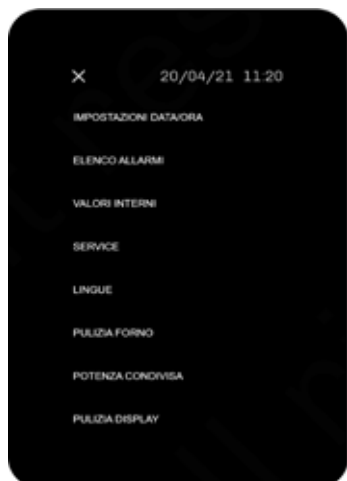 × 20/04/21 11:20
IMPOSTAZIONI DATA/ORA
ELENCO ALLARMI
VALORI INTERNI
SERVICE
LINGUE
PULIZIA FORNO
POTENZA CONDIVISA
PULIZIA DISPLAY